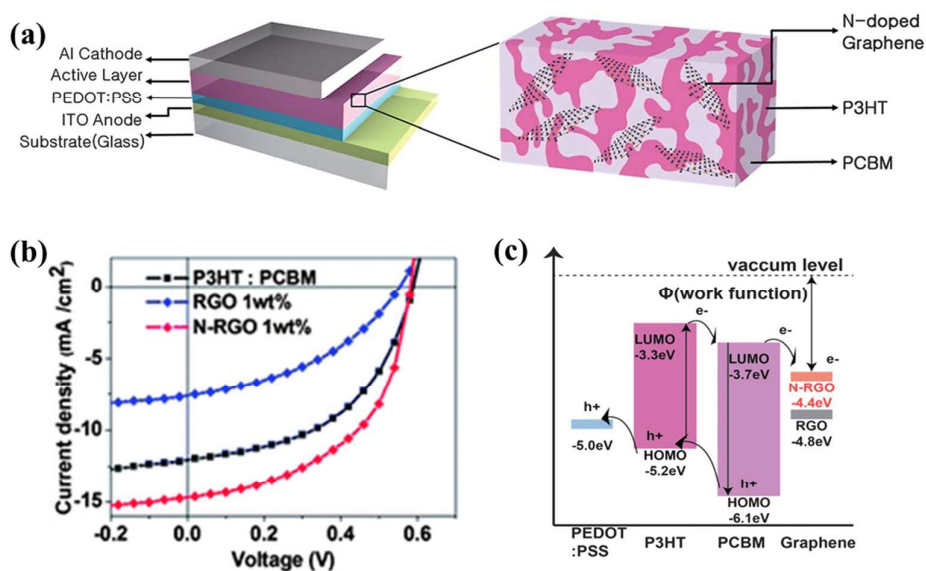 (a)
Al Cathode
Active Layer
PEDOT:PSS
ITO Anode
Substrate(Glass)
N-doped
Graphene
P3HT
PCBM
(b)
Current density (mA /cm²)
0
-5
-10
-15
P3HT : PCBM
RGO 1wt%
N-RGO 1wt%
-0.2
0.0
0.2
0.4
0.6
Voltage (V)
(c)
vaccum level
Φ(work function)
e-
e-
e-
LUMO
-3.3eV
LUMO
-3.7eV
N-RGO
-4.4eV
RGO
-4.8eV
h+
-5.0eV
h+
HOMO
-5.2eV
h+
HOMO
-6.1eV
PEDOT
:PSS
P3HT
PCBM
Graphene